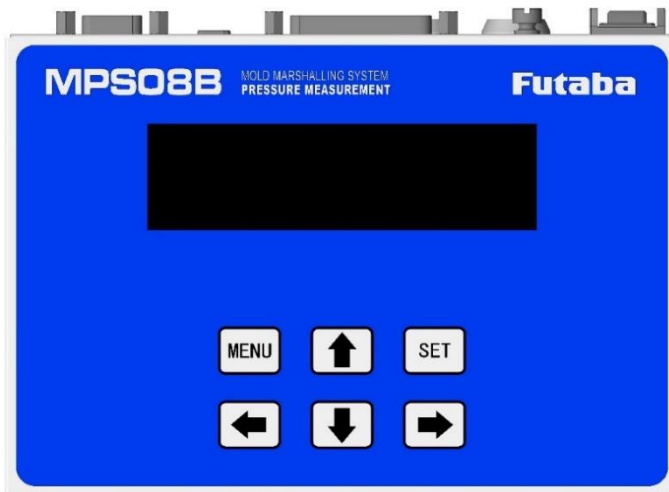 MPS08B
MOLD MARSHALLING SYSTEM
PRESSURE MEASUREMENT
Futaba
MENU
SET